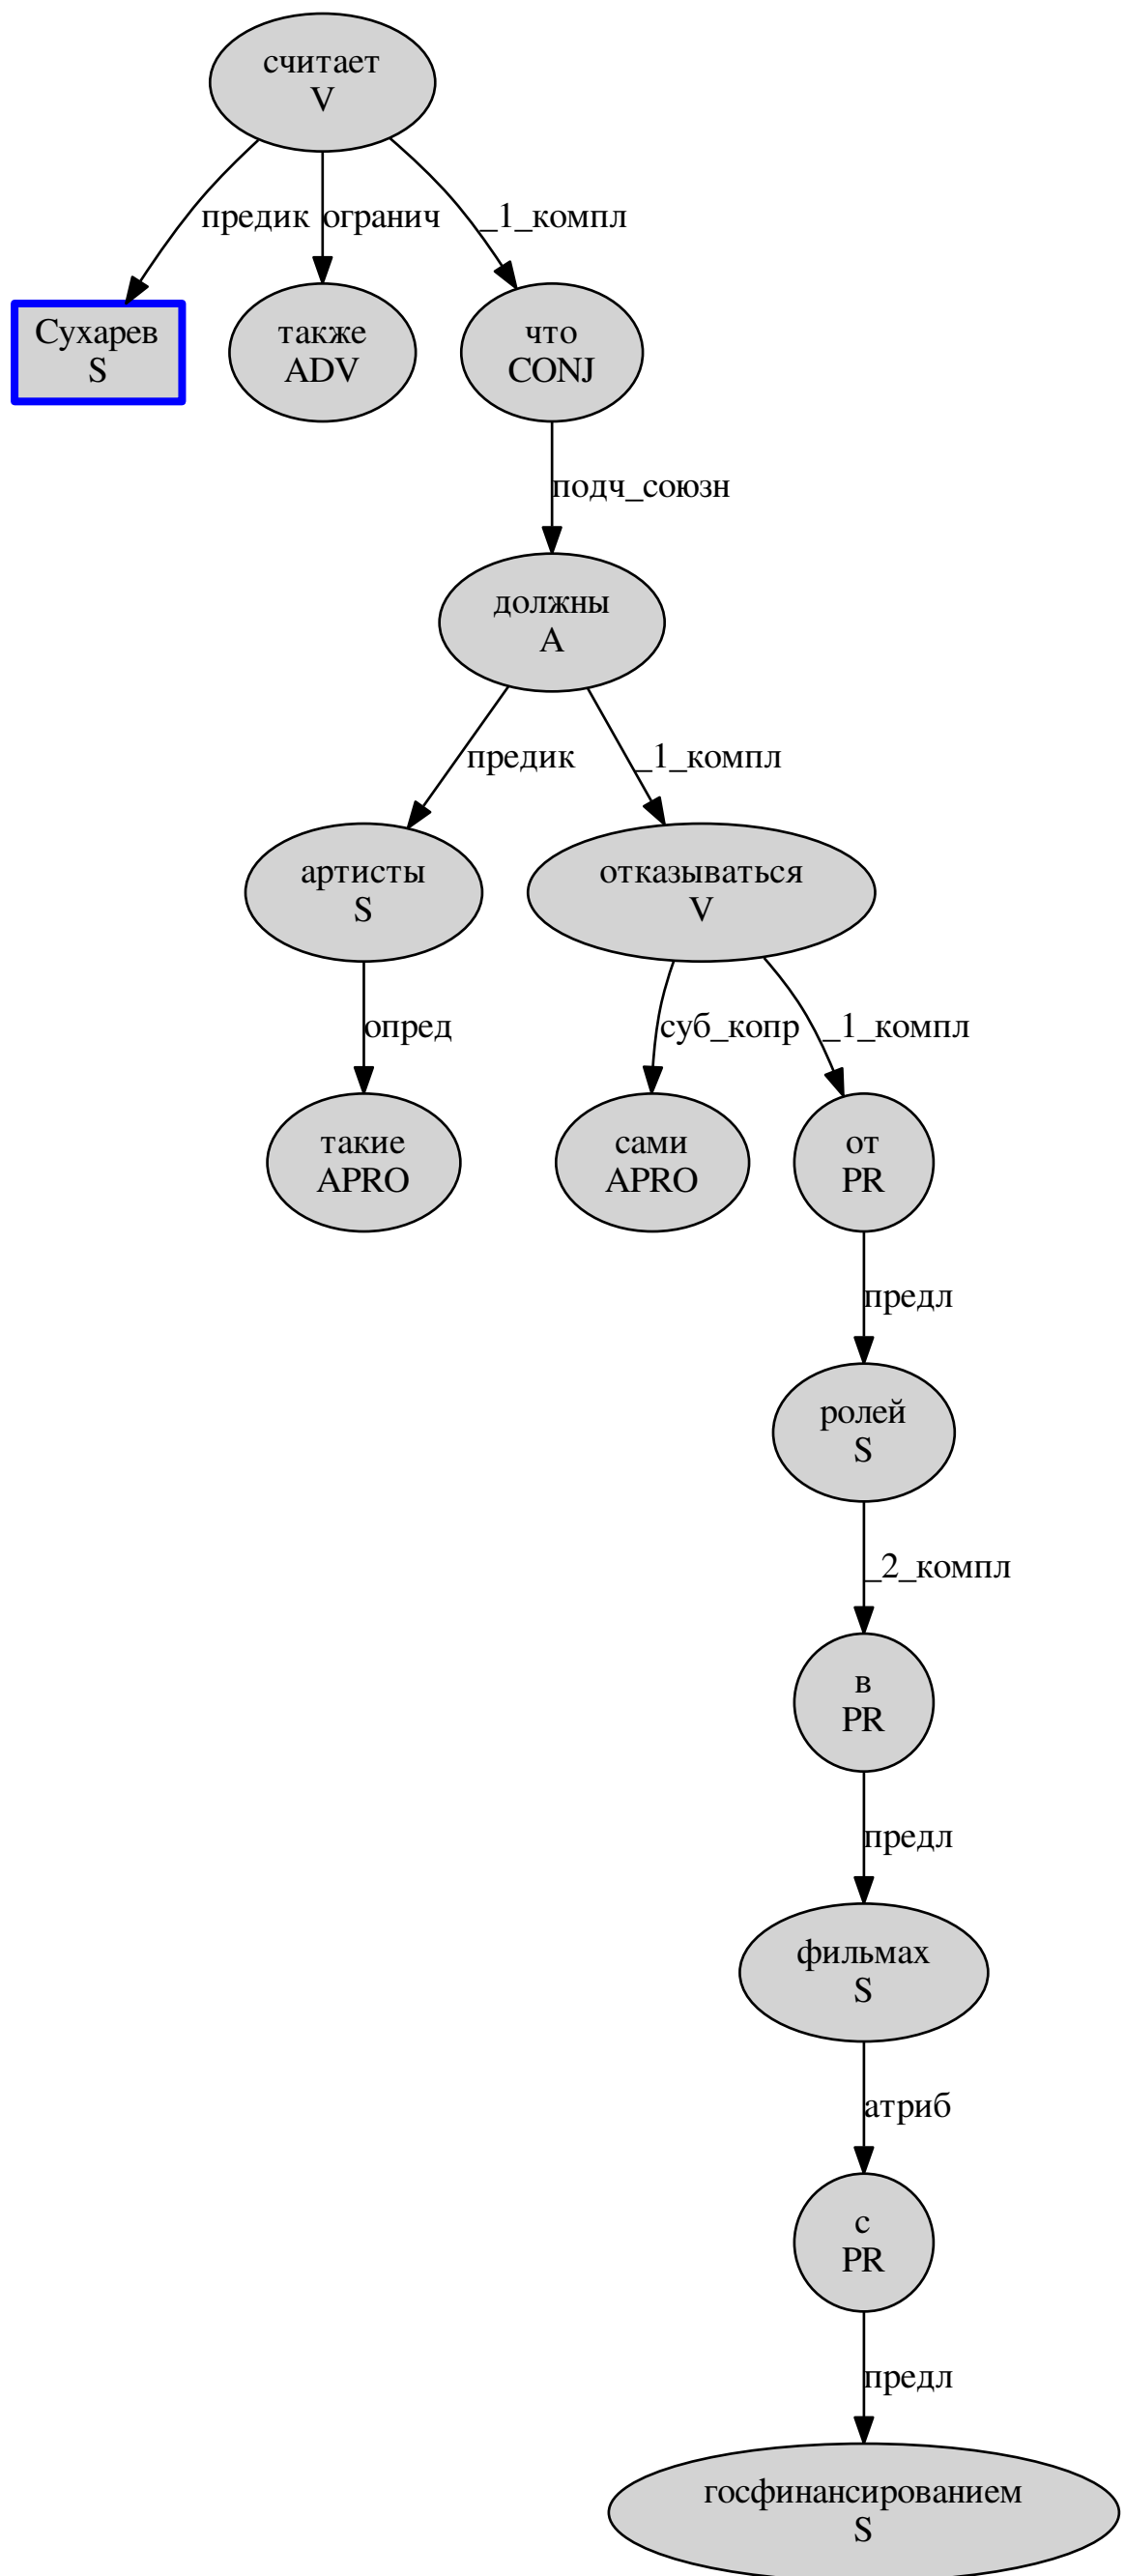 считает
V
предик
огранич
_1_компл
Сухарев
S
также
ADV
что
CONJ
подч_союзн
должны
A
предик
_1_компл
артисты
S
отказываться
V
опред
суб_копр
_1_компл
такие
APRO
сами
APRO
от
PR
предл
ролей
S
_2_компл
в
PR
предл
фильмах
S
атриб
с
PR
предл
госфинансированием
S